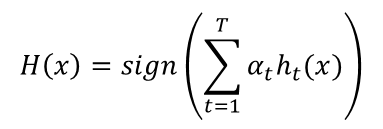 H(x) = sign(∑_{t=1}^{T} α_t h_t(x))